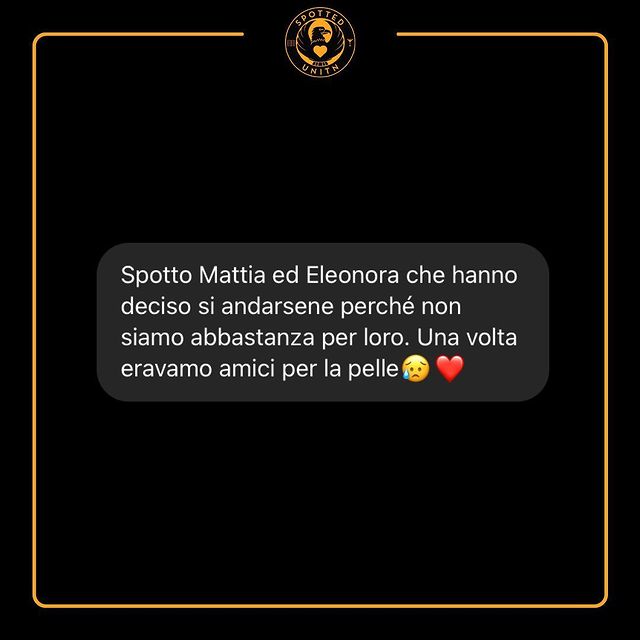 SPOTTED
UNITN
Spotto Mattia ed Eleonora che hanno
deciso si andarsene perché non
siamo abbastanza per loro. Una volta
eravamo amici per la pelle😥❤️